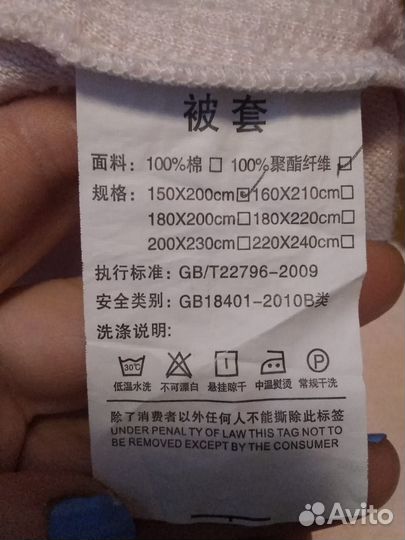 被套
面料：100%棉□ 100%聚酯纤维☑
规格：150X200cm☑160X210cm□
180X200cm□180X220cm□
200X230cm□220X240cm□
执行标准：GB/T22796-2009
安全类别：GB18401-2010B类
洗涤说明：
30℃ P
低温水洗 不可漂白 悬挂晾干 中温熨烫 常规干洗
除了消费者以外任何人不能撕除此标签
UNDER PENALTY OF LAW THIS TAG NOT TO
BE REMOVED EXCEPT BY THE CONSUMER
Avito